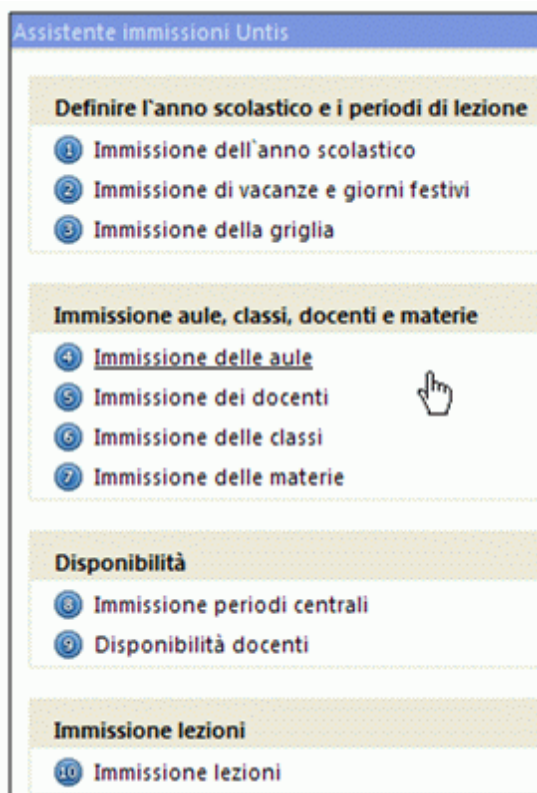 Assistente immissioni Untis
Definire l`anno scolastico e i periodi di lezione
1 Immissione dell`anno scolastico
2 Immissione di vacanze e giorni festivi
3 Immissione della griglia
Immissione aule, classi, docenti e materie
4 Immissione delle aule
5 Immissione dei docenti
6 Immissione delle classi
7 Immissione delle materie
Disponibilità
8 Immissione periodi centrali
9 Disponibilità docenti
Immissione lezioni
10 Immissione lezioni